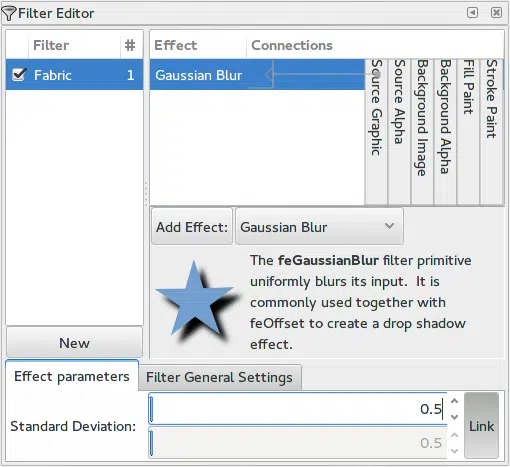 Filter Editor
Filter #
Effect Connections
Fabric 1
Gaussian Blur
Source Graphic
Source Alpha
Background Image
Background Alpha
Fill Paint
Stroke Paint
Add Effect: Gaussian Blur
The feGaussianBlur filter primitive
uniformly blurs its input. It is
commonly used together with
feOffset to create a drop shadow
effect.
New
Effect parameters Filter General Settings
Standard Deviation:
0.5
0.5
Link